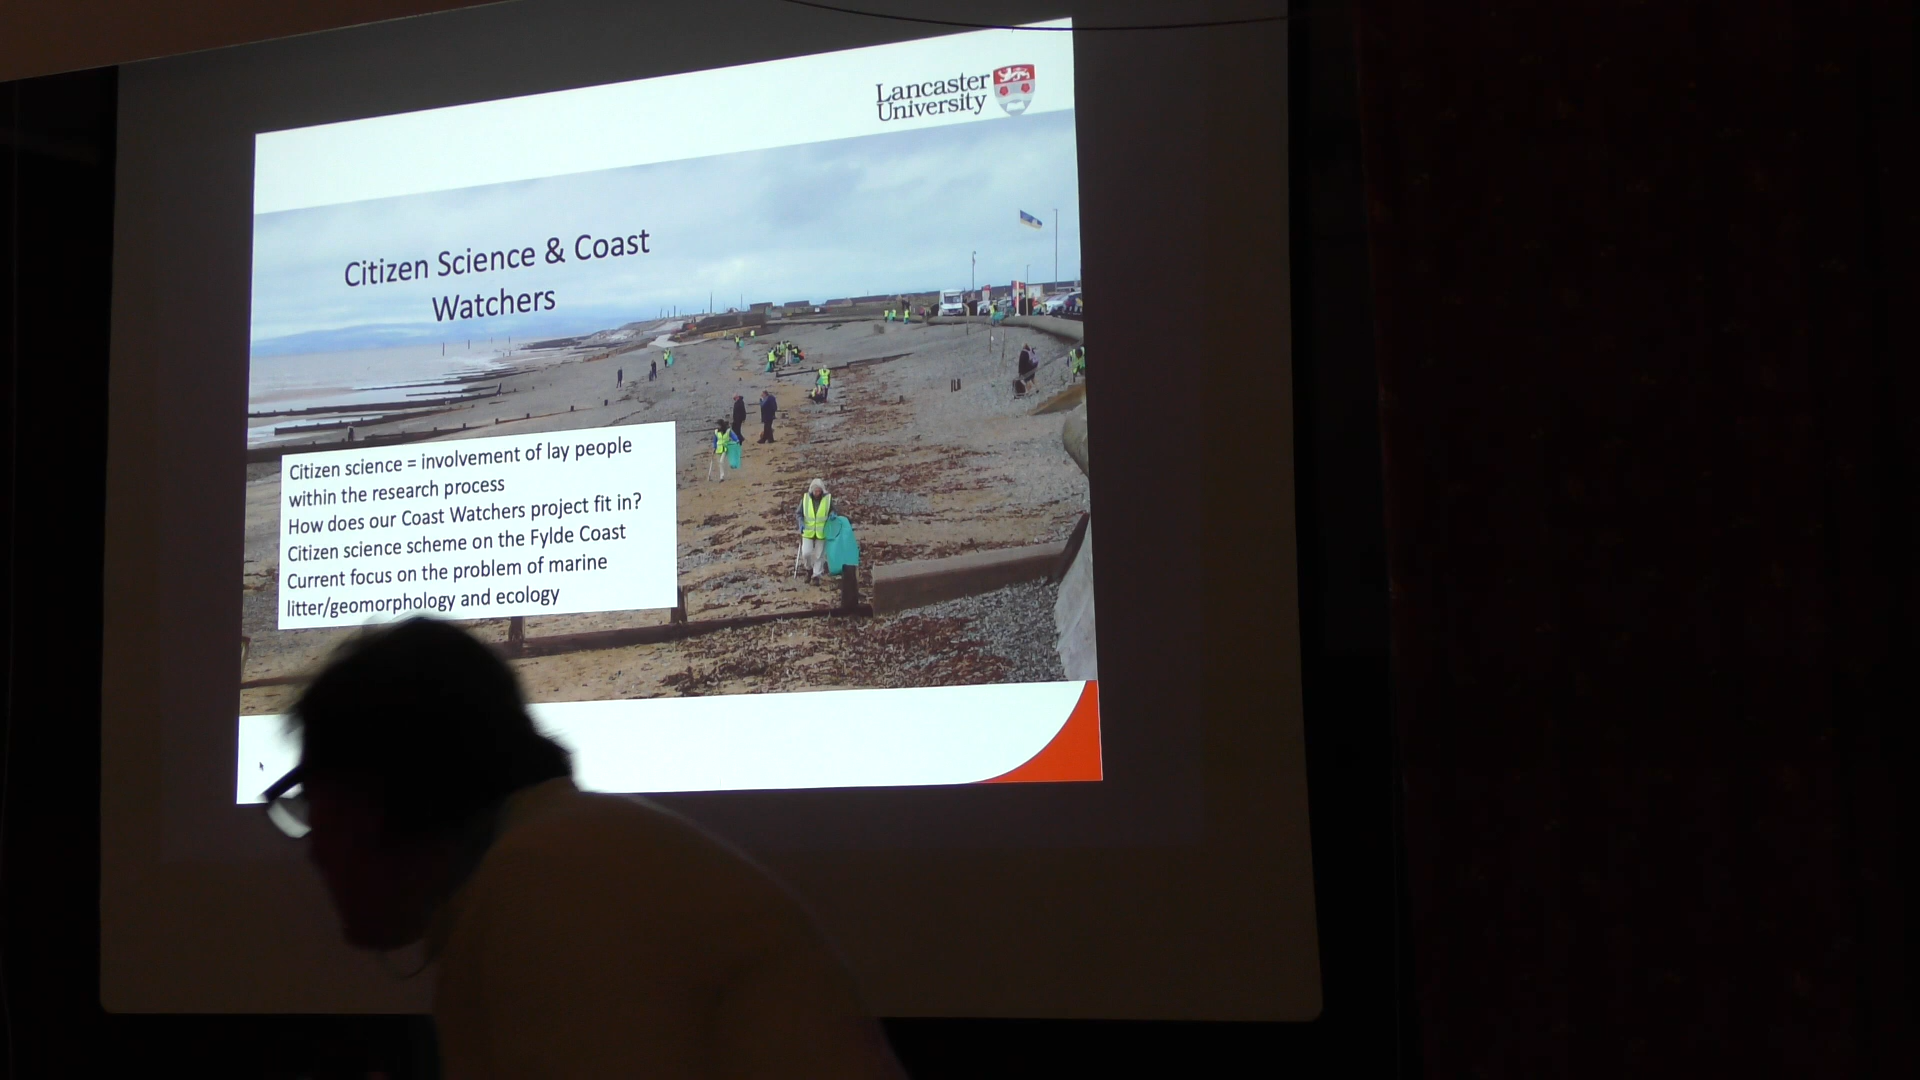 Lancaster
University
Citizen Science & Coast
Watchers
Citizen science = involvement of lay people
within the research process
How does our Coast Watchers project fit in?
Citizen science scheme on the Fylde Coast
Current focus on the problem of marine
litter/geomorphology and ecology